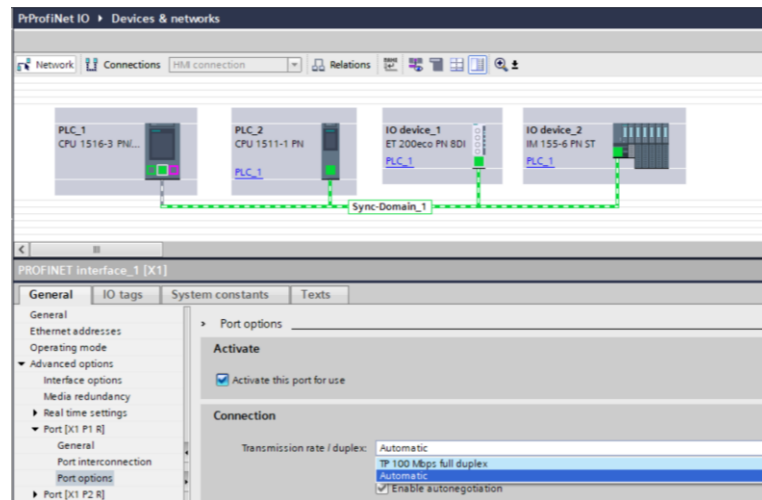 PrProfiNet IO ▸ Devices & networks
Network Connections HMI connection Relations
PLC_1
CPU 1516-3 PN/...
PLC_2
CPU 1511-1 PN
PLC_1
IO device_1
ET 200eco PN 8DI
PLC_1
IO device_2
IM 155-6 PN ST
PLC_1
Sync-Domain_1
PROFINET interface_1 [X1]
General IO tags System constants Texts
General
Ethernet addresses
Operating mode
Advanced options
Interface options
Media redundancy
Real time settings
Port [X1 P1 R]
General
Port interconnection
Port options
Port [X1 P2 R]
Port options
Activate
Activate this port for use
Connection
Transmission rate / duplex: Automatic
TP 100 Mbps full duplex
Automatic
Enable autonegotiation